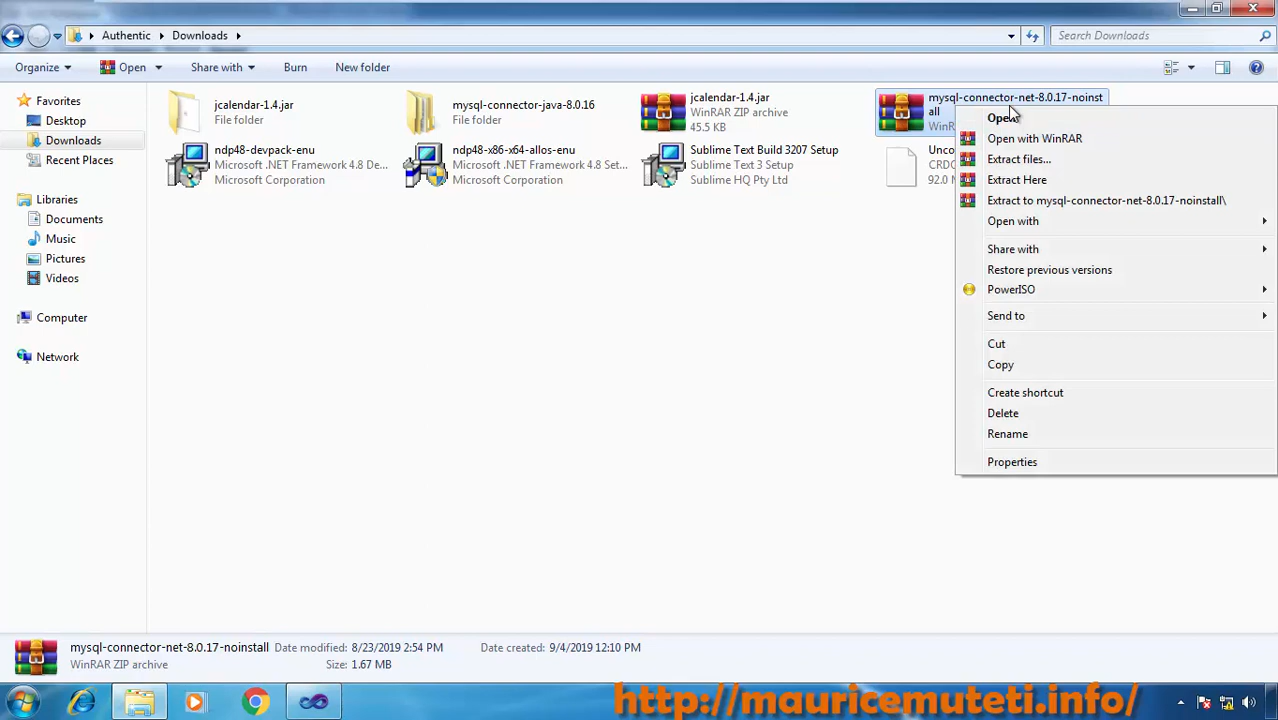 Authentic
Downloads
Search Downloads
Organize
Open
Share with
Burn
New folder
Favorites
Desktop
Downloads
Recent Places
Libraries
Documents
Music
Pictures
Videos
Computer
Network
jcalendar-1.4.jar
File folder
mysql-connector-java-8.0.16
File folder
jcalendar-1.4.jar
WinRAR ZIP archive
45.5 KB
mysql-connector-net-8.0.17-noinst
all
WinR
ndp48-devpack-enu
Microsoft .NET Framework 4.8 De...
Microsoft Corporation
ndp48-x86-x64-allos-enu
Microsoft .NET Framework 4.8 Set...
Microsoft Corporation
Sublime Text Build 3207 Setup
Sublime Text 3 Setup
Sublime HQ Pty Ltd
Unco
CRDO
92.0 M
Open
Open with WinRAR
Extract files...
Extract Here
Extract to mysql-connector-net-8.0.17-noinstall\
Open with
Share with
Restore previous versions
PowerISO
Send to
Cut
Copy
Create shortcut
Delete
Rename
Properties
mysql-connector-net-8.0.17-noinstall
WinRAR ZIP archive
Date modified: 8/23/2019 2:54 PM
Size: 1.67 MB
Date created: 9/4/2019 12:10 PM
http://mauricemuteti.info/